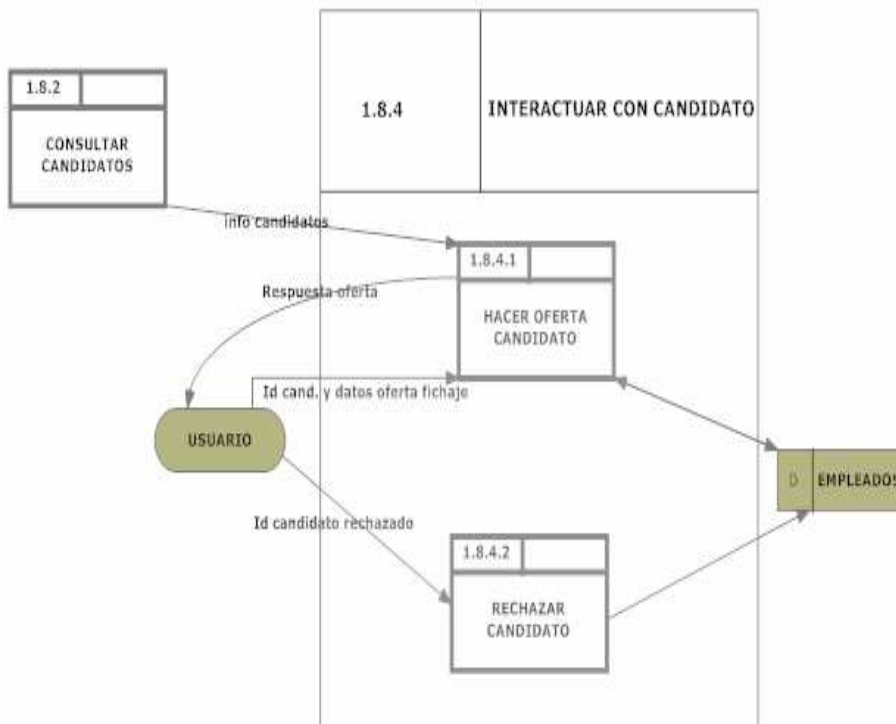 1.8.4
INTERACTUAR CON CANDIDATO
1.8.2
CONSULTAR
CANDIDATOS
info candidatos
1.8.4.1
HACER OFERTA
CANDIDATO
Respuesta oferta
Id cand. y datos oferta fichaje
USUARIO
D
EMPLEADOS
Id candidato rechazado
1.8.4.2
RECHAZAR
CANDIDATO